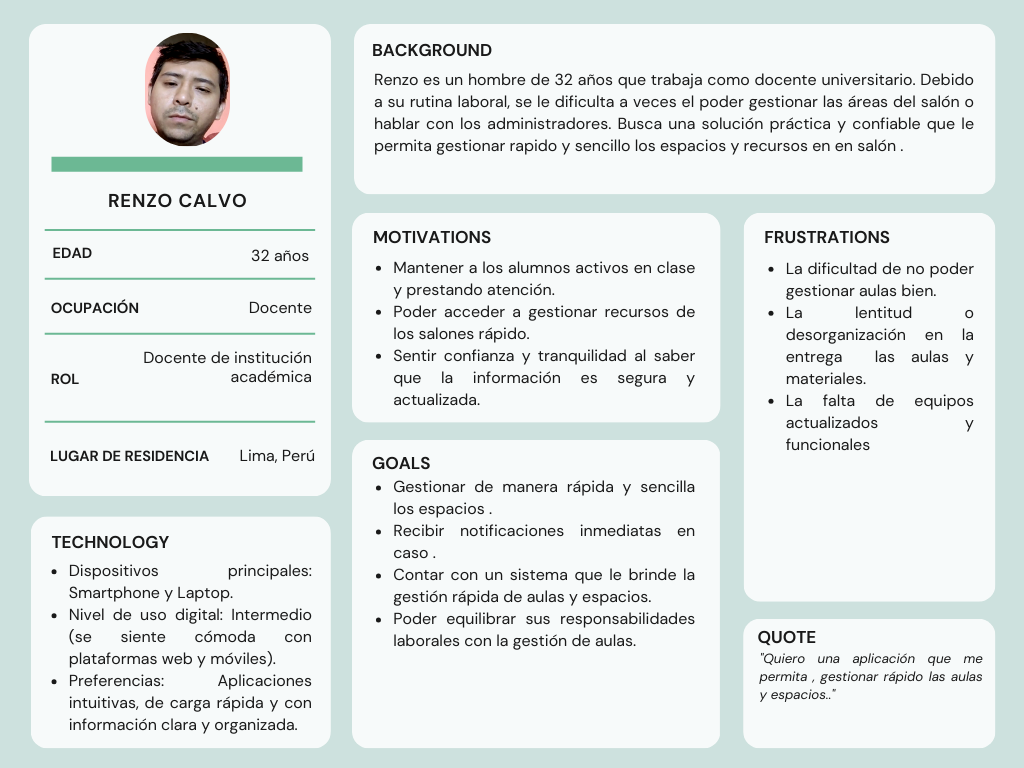 RENZO CALVO
EDAD 32 años
OCUPACIÓN Docente
ROL Docente de institución
académica
LUGAR DE RESIDENCIA Lima, Perú
TECHNOLOGY
• Dispositivos principales:
Smartphone y Laptop.
• Nivel de uso digital: Intermedio
(se siente cómoda con
plataformas web y móviles).
• Preferencias: Aplicaciones
intuitivas, de carga rápida y con
información clara y organizada.
BACKGROUND
Renzo es un hombre de 32 años que trabaja como docente universitario. Debido
a su rutina laboral, se le dificulta a veces el poder gestionar las áreas del salón o
hablar con los administradores. Busca una solución práctica y confiable que le
permita gestionar rapido y sencillo los espacios y recursos en en salón .
MOTIVATIONS
• Mantener a los alumnos activos en clase
y prestando atención.
• Poder acceder a gestionar recursos de
los salones rápido.
• Sentir confianza y tranquilidad al saber
que la información es segura y
actualizada.
GOALS
• Gestionar de manera rápida y sencilla
los espacios .
• Recibir notificaciones inmediatas en
caso .
• Contar con un sistema que le brinde la
gestión rápida de aulas y espacios.
• Poder equilibrar sus responsabilidades
laborales con la gestión de aulas.
FRUSTRATIONS
• La dificultad de no poder
gestionar aulas bien.
• La lentitud o
desorganización en la
entrega las aulas y
materiales.
• La falta de equipos
actualizados y
funcionales
QUOTE
"Quiero una aplicación que me
permita , gestionar rápido las aulas
y espacios.."